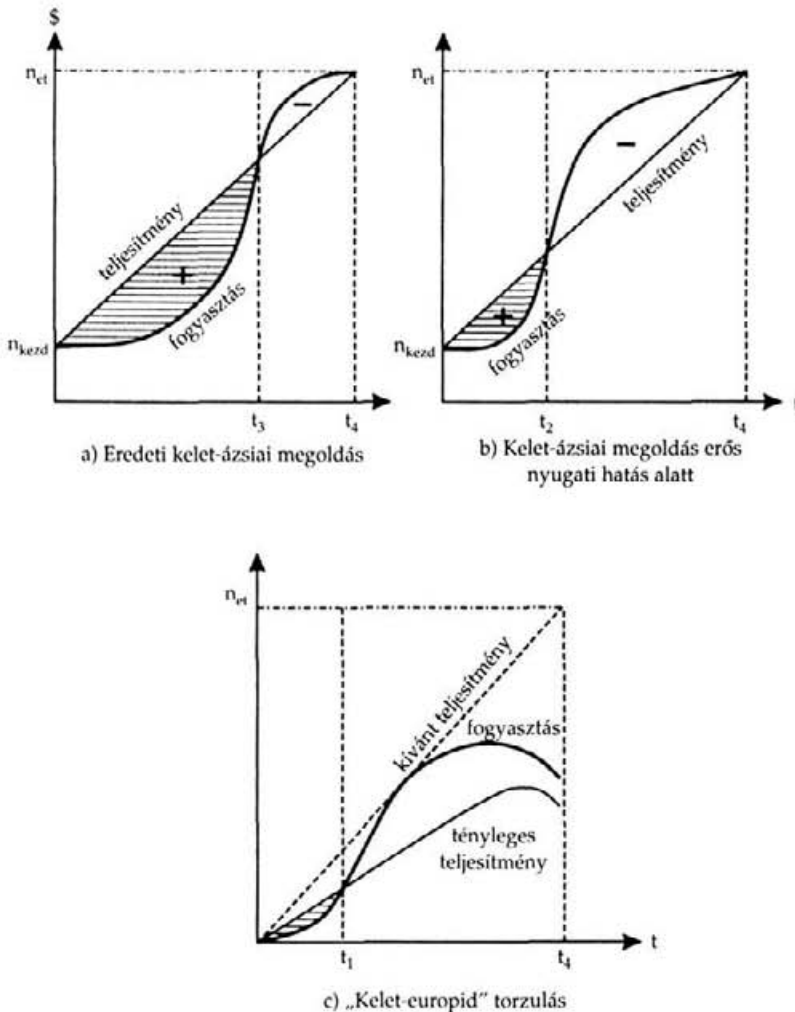 $
n_et
teljesítmény
+
−
fogyasztás
n_kezd
t_3
t_4
a) Eredeti kelet-ázsiai megoldás
n_et
−
teljesítmény
+
fogyasztás
n_kezd
t_2
t_4
b) Kelet-ázsiai megoldás erős
nyugati hatás alatt
n_et
kívánt teljesítmény
fogyasztás
tényleges
teljesítmény
t
t_1
t_4
c) „Kelet-europid” torzulás